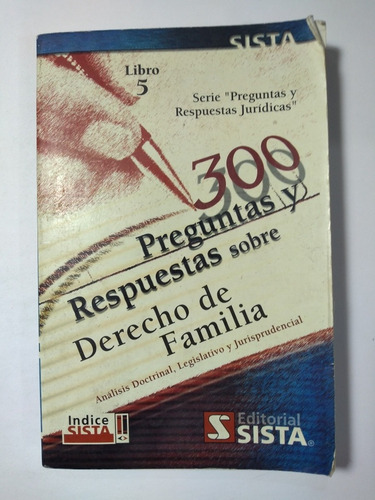 SISTA
Libro
5
Serie "Preguntas y
Respuestas Jurídicas"
300
Preguntas y
Respuestas sobre
Derecho de
Familia
Análisis Doctrinal, Legislativo y Jurisprudencial
Indice
SISTA
Editorial
SISTA®